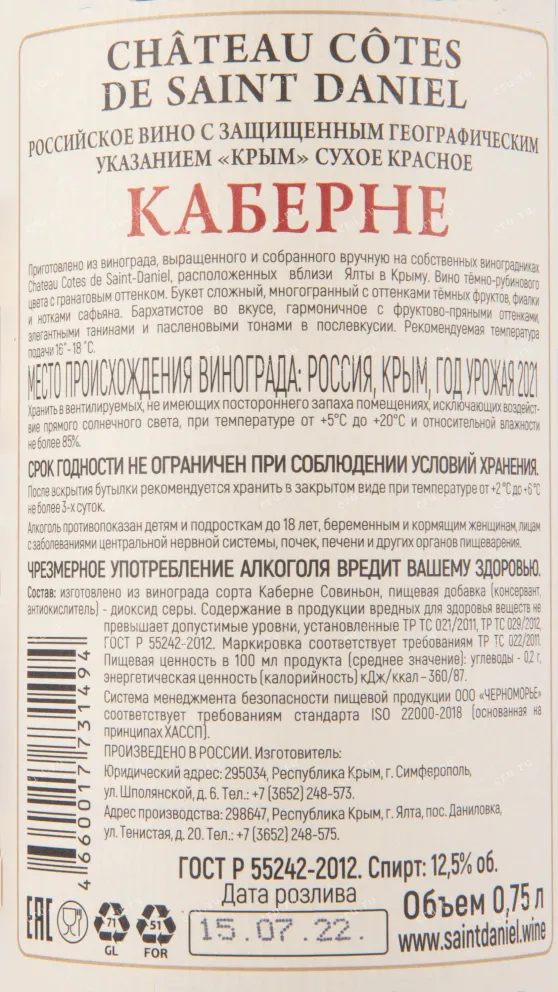 CHÂTEAU CÔTES
DE SAINT DANIEL
РОССИЙСКОЕ ВИНО С ЗАЩИЩЕННЫМ ГЕОГРАФИЧЕСКИМ
УКАЗАНИЕМ «КРЫМ» СУХОЕ КРАСНОЕ
КАБЕРНЕ
Приготовлено из винограда, выращенного и собранного вручную на собственных виноградниках
Chateau Cotes de Saint-Daniel, расположенных вблизи Ялты в Крыму. Вино тёмно-рубинового
цвета с гранатовым оттенком. Букет сложный, многогранный с оттенками тёмных фруктов, фиалки
и нотками сафьяна. Бархатистое во вкусе, гармоничное с фруктово-пряными оттенками,
элегантными танинами и пасленовыми тонами в послевкусии. Рекомендуемая температура
подачи 16°-18 °С.
МЕСТО ПРОИСХОЖДЕНИЯ ВИНОГРАДА: РОССИЯ, КРЫМ, ГОД УРОЖАЯ 2021
Хранить в вентилируемых, не имеющих постороннего запаха помещениях, исключающих воздейст-
вие прямого солнечного света, при температуре от +5°С до +20°С и относительной влажности
не более 85%.
СРОК ГОДНОСТИ НЕ ОГРАНИЧЕН ПРИ СОБЛЮДЕНИИ УСЛОВИЙ ХРАНЕНИЯ.
После вскрытия бутылки рекомендуется хранить в закрытом виде при температуре от +2 °С до +6 °С
не более 3-х суток.
Алкоголь противопоказан детям и подросткам до 18 лет, беременным и кормящим женщинам, лицам
с заболеваниями центральной нервной системы, почек, печени и других органов пищеварения.
ЧРЕЗМЕРНОЕ УПОТРЕБЛЕНИЕ АЛКОГОЛЯ ВРЕДИТ ВАШЕМУ ЗДОРОВЬЮ.
Состав: изготовлено из винограда сорта Каберне Совиньон, пищевая добавка (консервант,
антиокислитель) - диоксид серы. Содержание в продукции вредных для здоровья веществ не
превышает допустимые уровни, установленные ТР ТС 021/2011, ТР ТС 029/2012,
ГОСТ Р 55242-2012. Маркировка соответствует требованиям ТР ТС 022/2011.
Пищевая ценность в 100 мл продукта (среднее значение): углеводы - 0,2 г,
энергетическая ценность (калорийность) кДж/ккал – 360/87.
Система менеджмента безопасности пищевой продукции ООО «ЧЕРНОМОРЬЕ»
соответствует требованиям стандарта ISO 22000-2018 (основанная на
принципах ХАССП).
ПРОИЗВЕДЕНО В РОССИИ. Изготовитель:
Юридический адрес: 295034, Республика Крым, г. Симферополь,
ул. Шполянской, д. 6. Тел.: +7 (3652) 248-573.
Адрес производства: 298647, Республика Крым, г. Ялта, пос. Даниловка,
ул. Тенистая, д. 20. Тел.: +7 (3652) 248-575.
4 660017 731494
ГОСТ Р 55242-2012. Спирт: 12,5% об.
Дата розлива
15.07.22.
Объем 0,75 л
www.saintdaniel.wine
EAC
71
GL
51
FOR